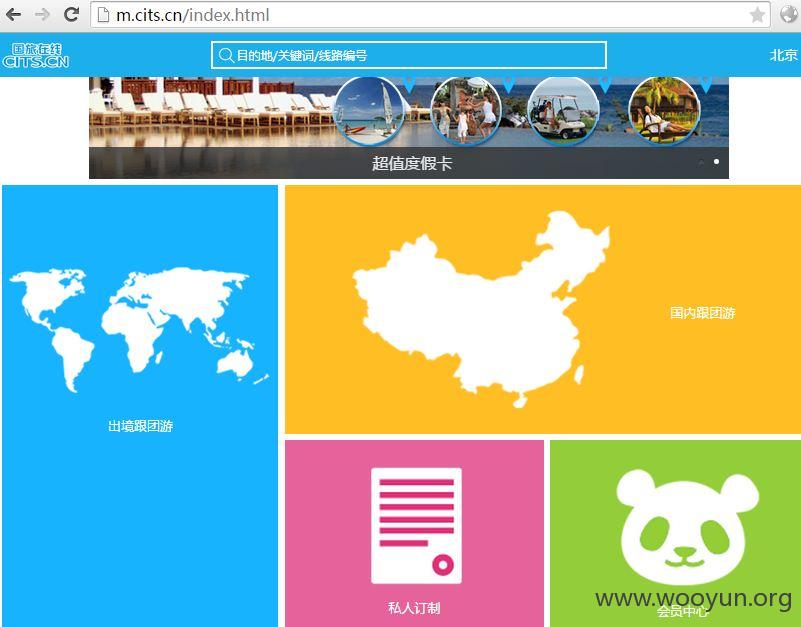 m.cits.cn/index.html
国旅在线
CITS.CN
目的地/关键词/线路编号
北京
超值度假卡
出境跟团游
国内跟团游
私人订制
会员中心
www.wooyun.org